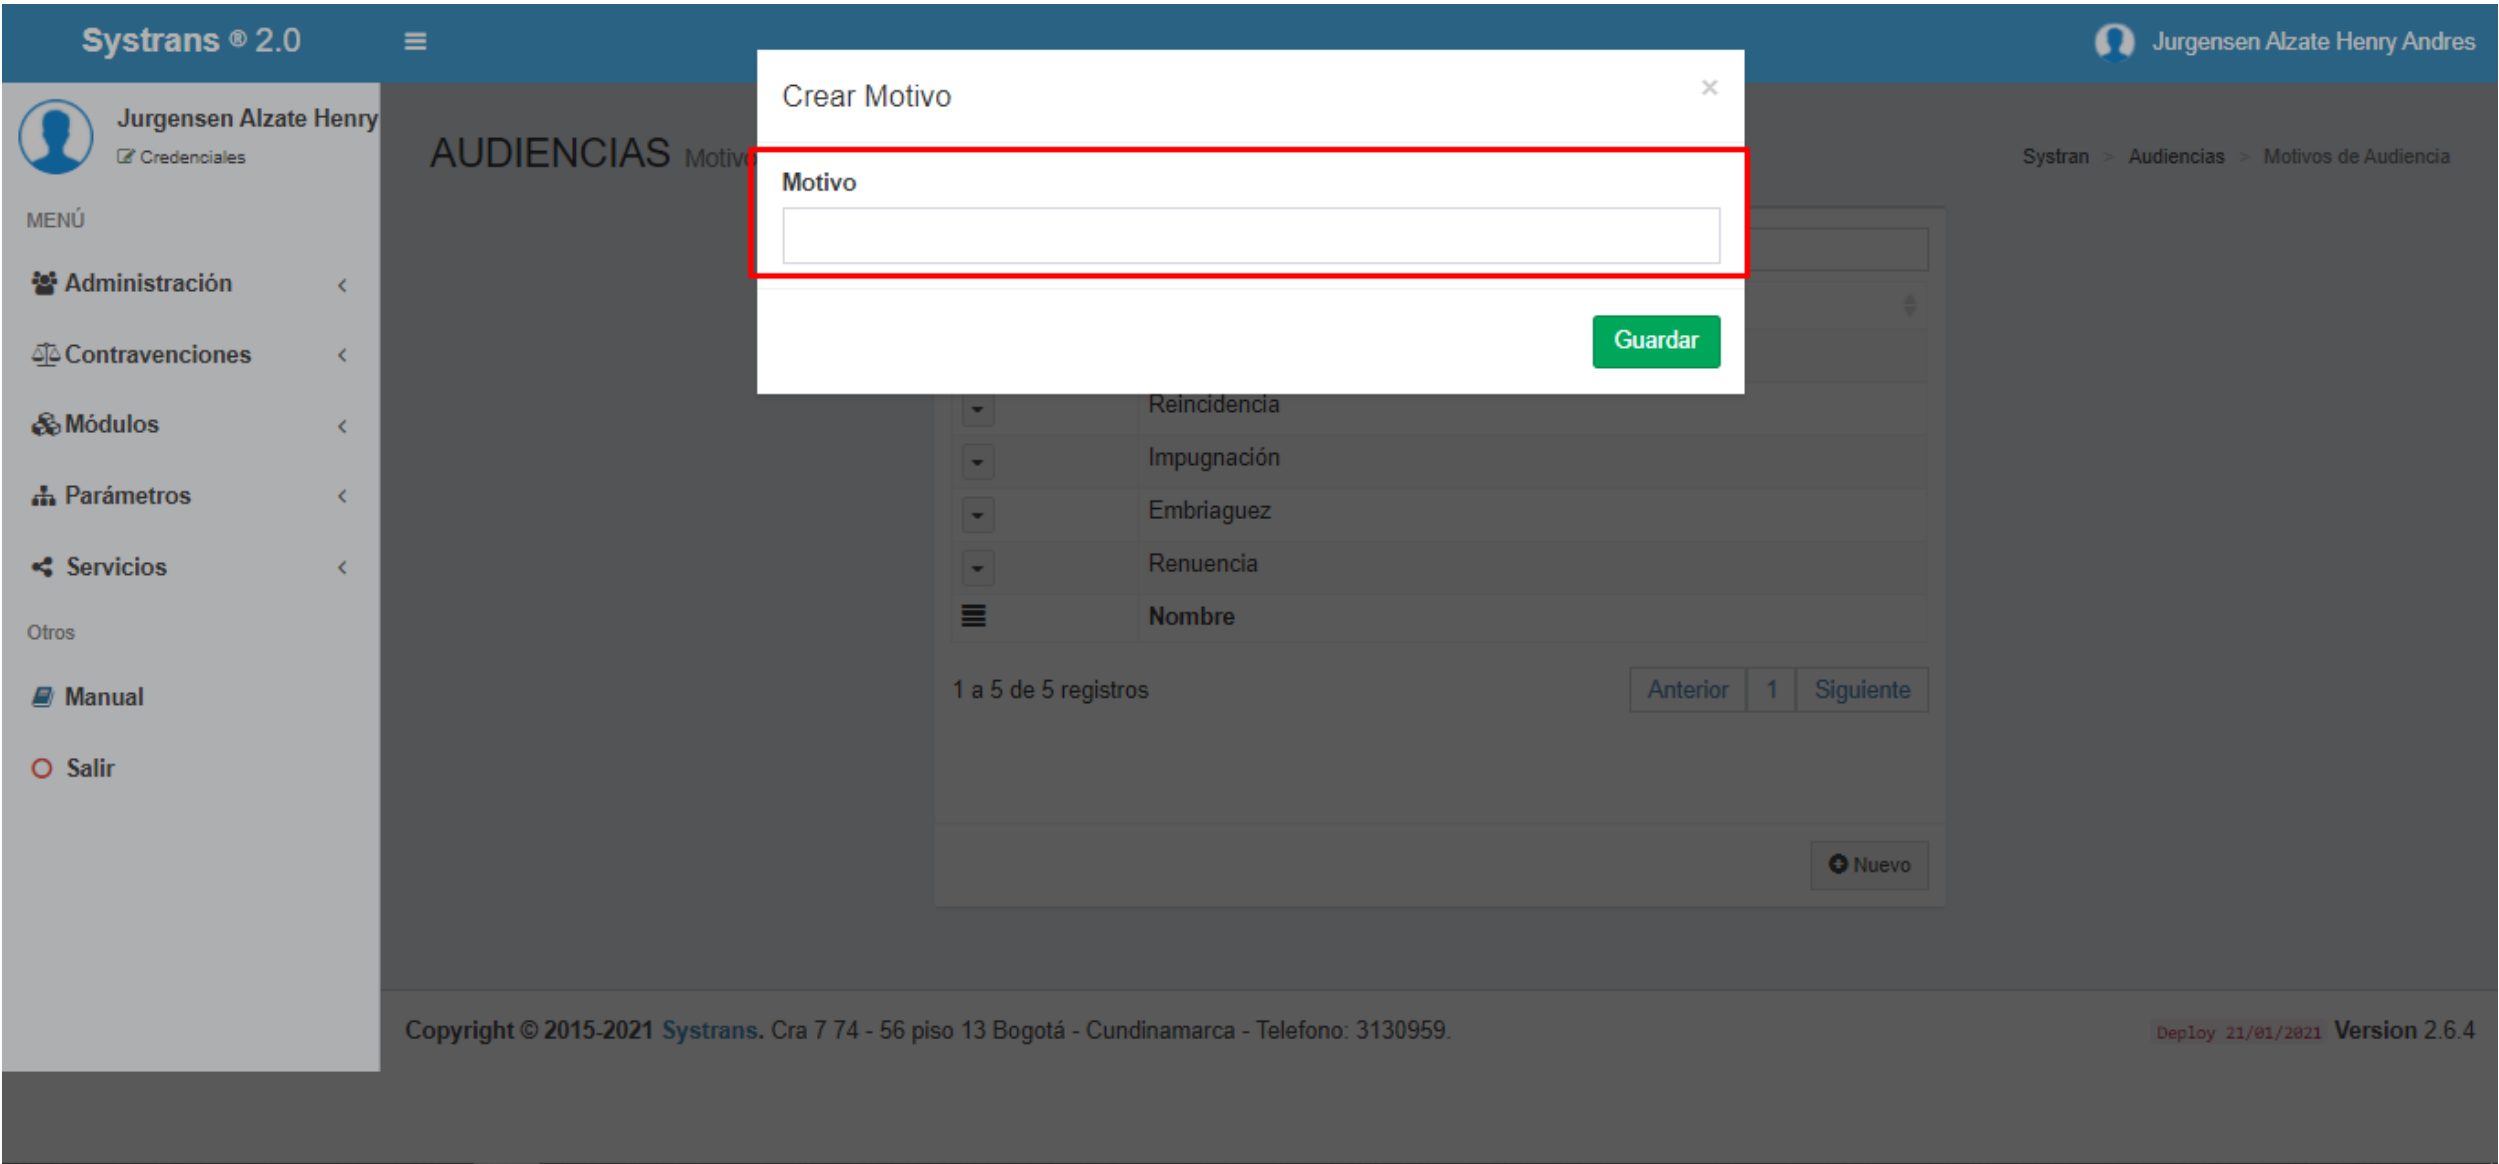 Systrans ® 2.0
Jurgensen Alzate Henry Andres
Jurgensen Alzate Henry
Credenciales
MENÚ
Administración
Contravenciones
Módulos
Parámetros
Servicios
Otros
Manual
Salir
AUDIENCIAS Motivo
Systran > Audiencias > Motivos de Audiencia
Crear Motivo ×
Motivo
Guardar
Reincidencia
Impugnación
Embriaguez
Renuencia
Nombre
1 a 5 de 5 registros
Anterior 1 Siguiente
Nuevo
Copyright © 2015-2021 Systrans. Cra 7 74 - 56 piso 13 Bogotá - Cundinamarca - Telefono: 3130959.
Deploy 21/01/2021 Version 2.6.4